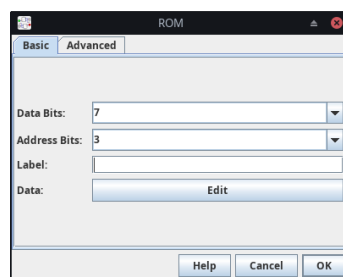 ROM
Basic Advanced
Data Bits: 7
Address Bits: 3
Label:
Data: Edit
Help Cancel OK